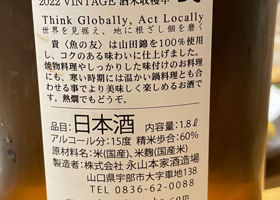 2022 VINTAGE 酒米収穫年
Think Globally, Act Locally
世界を見据え、地に根ざし個を磨く
貴〈魚の友〉は山田錦を100%使用
し、コクのある味わいに仕上げました。
焼物料理やしっかりした味付けのお料理
にも、寒い時期には温かい鍋料理とも合わ
せる事でより美味しく楽しめるお酒で
す。熱燗でもどうぞ。
品目:日本酒 内容量:1.8ℓ
アルコール分:15度 精米歩合:60%
原材料名:米(国産)、米麹(国産米)
製造者:株式会社 永山本家酒造場
山口県宇部市大字車地138
TEL 0836-62-0088